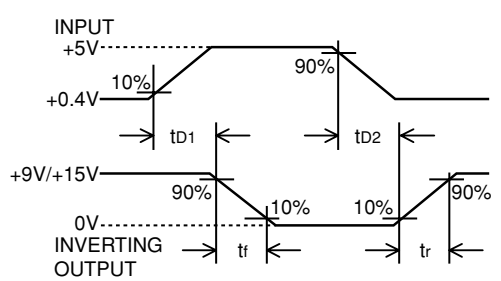 INPUT
+5V
10%
90%
+0.4V
tD1
tD2
+9V/+15V
90%
10%
10%
90%
0V
INVERTING
OUTPUT
tf
tr